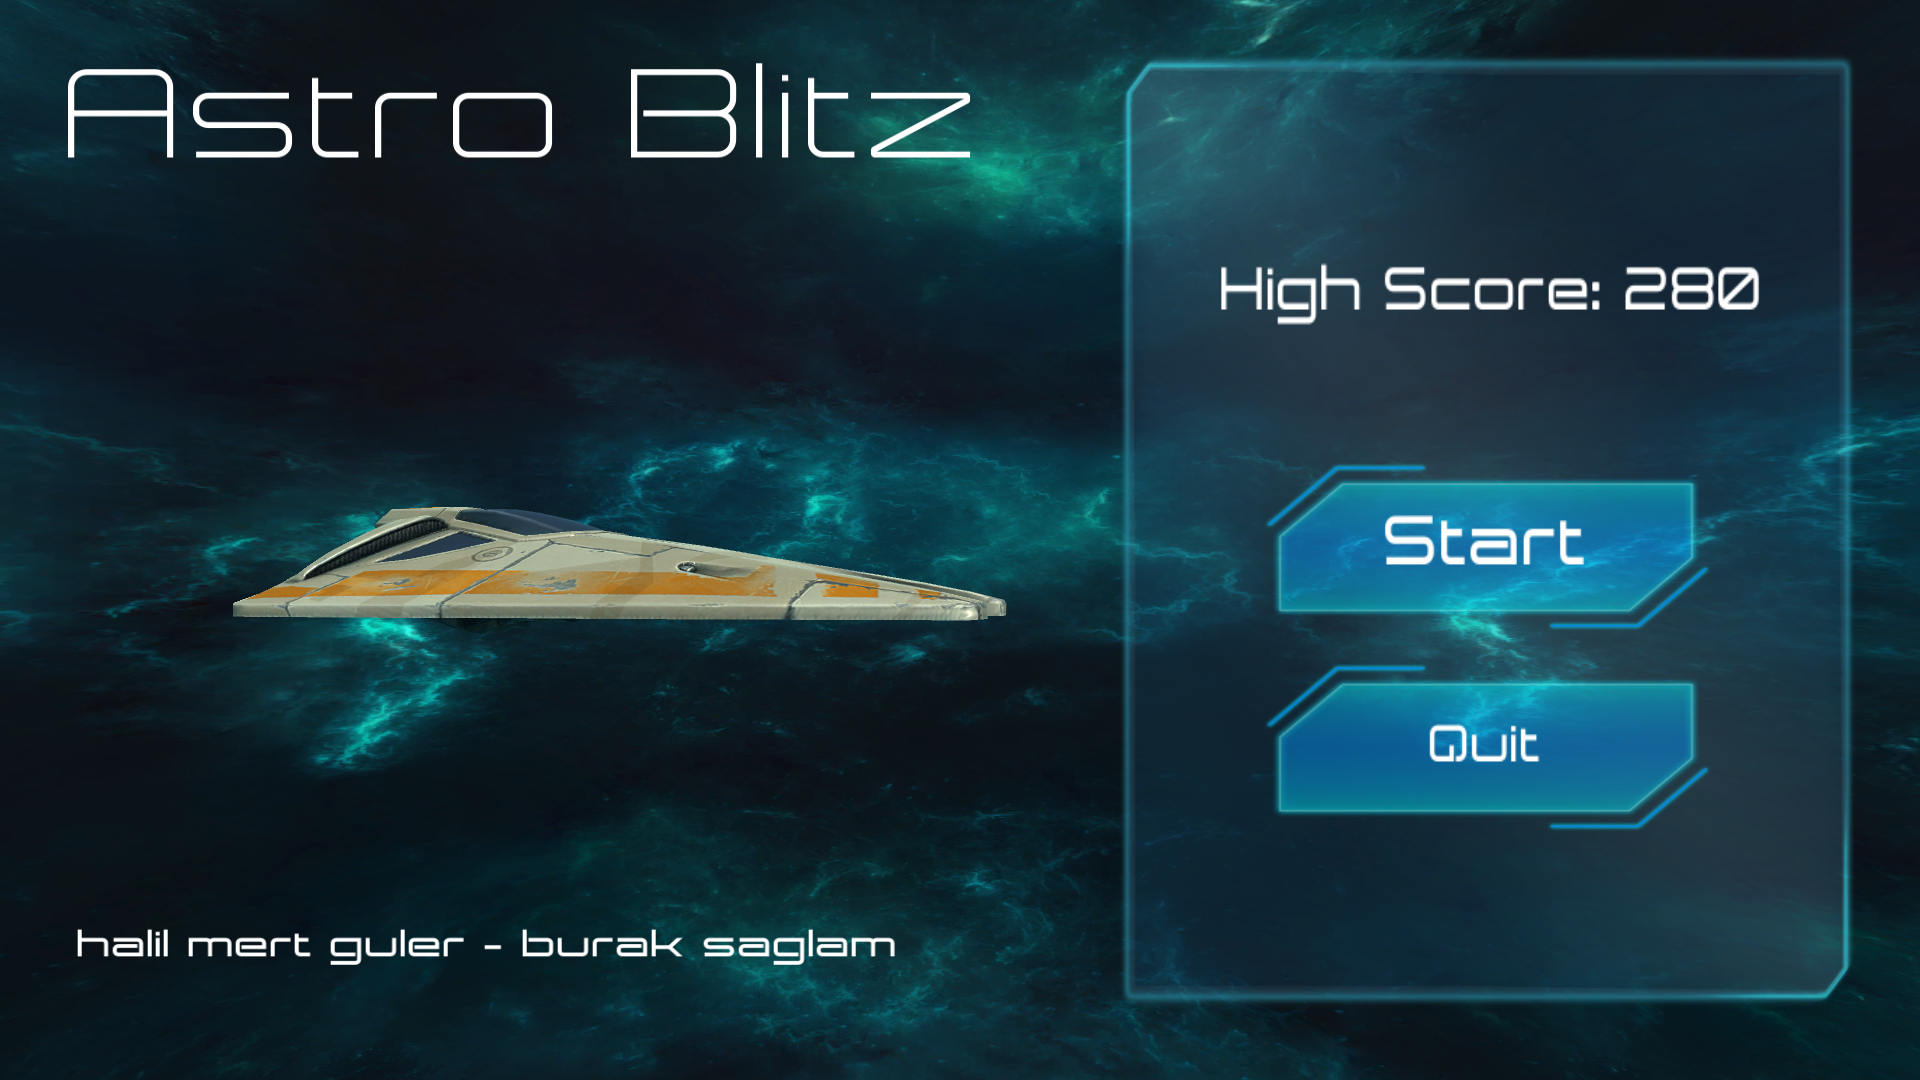 Astro Blitz
High Score: 280
Start
Quit
halil mert guler - burak saglam